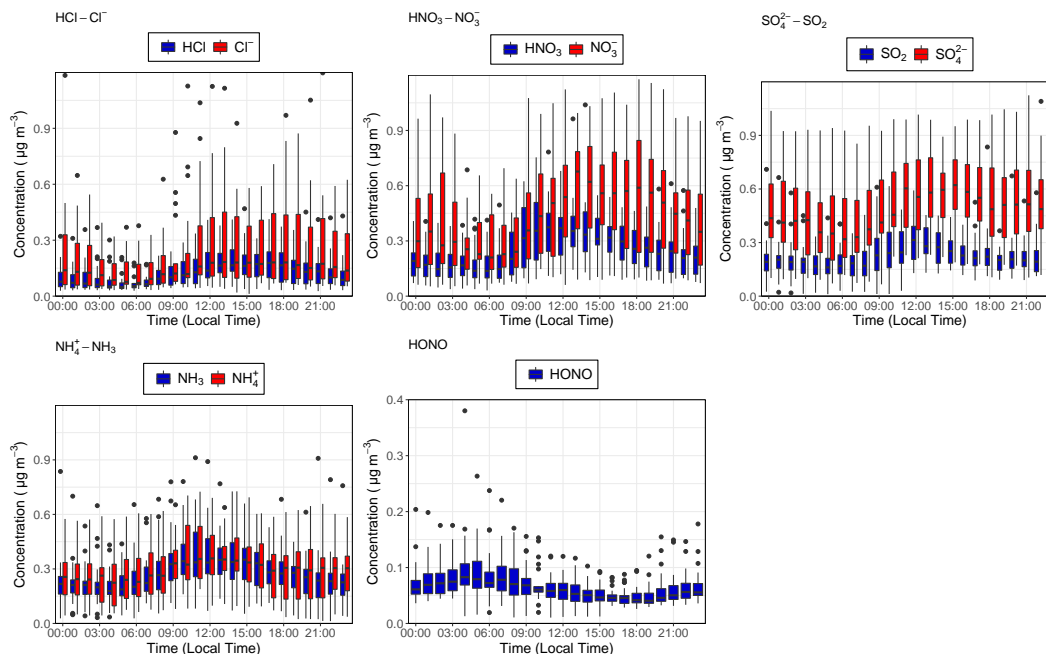 HCl − Cl⁻
HCl Cl⁻
Concentration ( µg m⁻³)
0.9
0.6
0.3
0.0
00:00 03:00 06:00 09:00 12:00 15:00 18:00 21:00
Time (Local Time)
HNO₃ − NO₃⁻
HNO₃ NO₃⁻
Concentration ( µg m⁻³)
0.9
0.6
0.3
0.0
00:00 03:00 06:00 09:00 12:00 15:00 18:00 21:00
Time (Local Time)
SO₄²⁻ − SO₂
SO₂ SO₄²⁻
Concentration ( µg m⁻³)
0.9
0.6
0.3
0.0
00:00 03:00 06:00 09:00 12:00 15:00 18:00 21:00
Time (Local Time)
NH₄⁺ − NH₃
NH₃ NH₄⁺
Concentration ( µg m⁻³)
0.9
0.6
0.3
0.0
00:00 03:00 06:00 09:00 12:00 15:00 18:00 21:00
Time (Local Time)
HONO
HONO
Concentration ( µg m⁻³)
0.4
0.3
0.2
0.1
0.0
00:00 03:00 06:00 09:00 12:00 15:00 18:00 21:00
Time (Local Time)